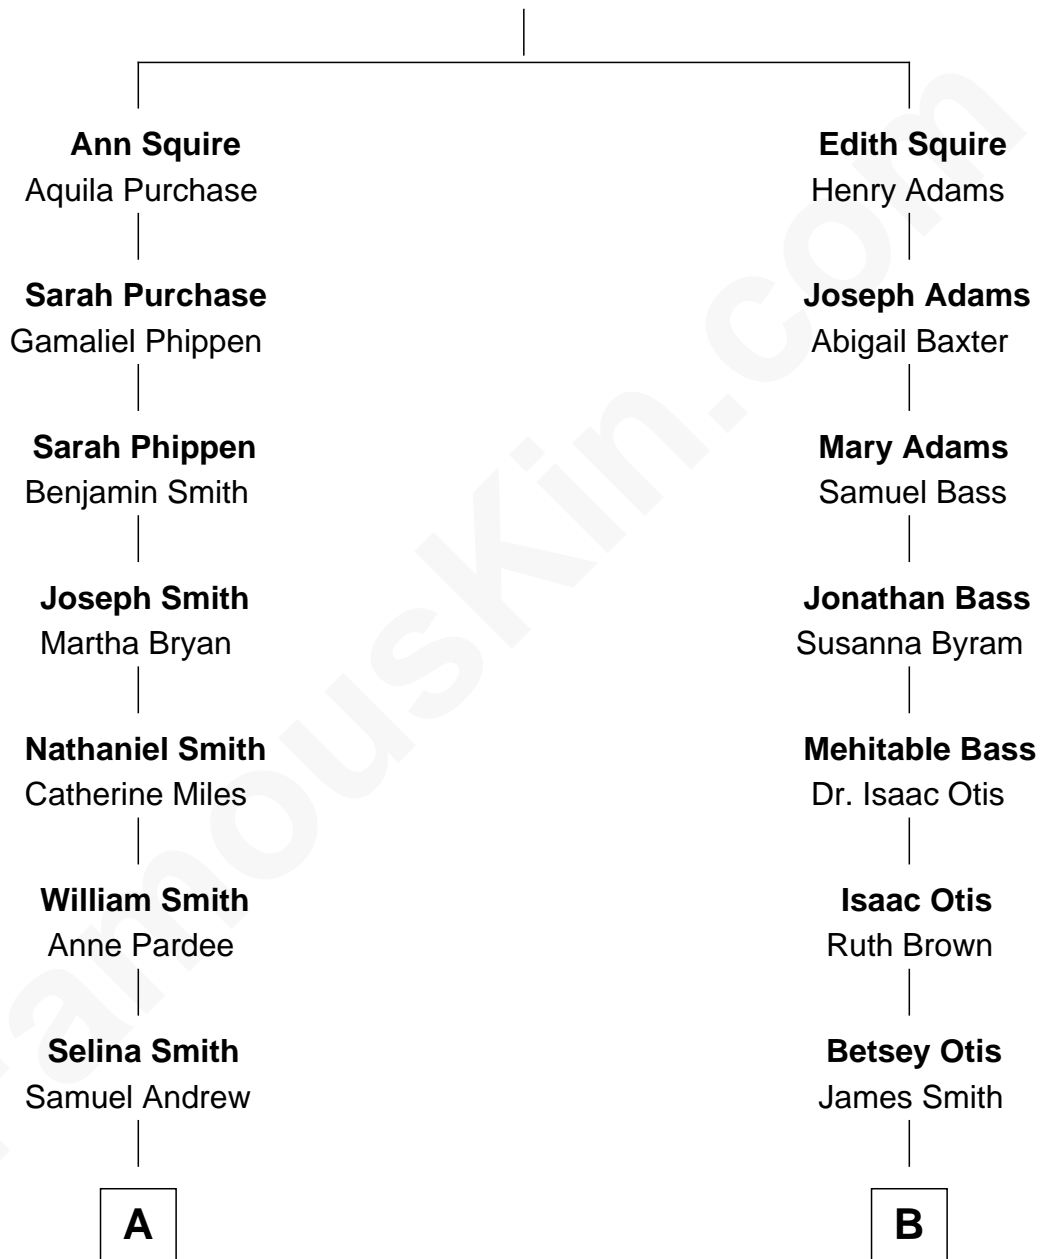 Ann Squire
Aquila Purchase
Sarah Purchase
Gamaliel Phippen
Sarah Phippen
Benjamin Smith
Joseph Smith
Martha Bryan
Nathaniel Smith
Catherine Miles
William Smith
Anne Pardee
Selina Smith
Samuel Andrew
A
Edith Squire
Henry Adams
Joseph Adams
Abigail Baxter
Mary Adams
Samuel Bass
Jonathan Bass
Susanna Byram
Mehitable Bass
Dr. Isaac Otis
Isaac Otis
Ruth Brown
Betsey Otis
James Smith
B
FamousKin.com